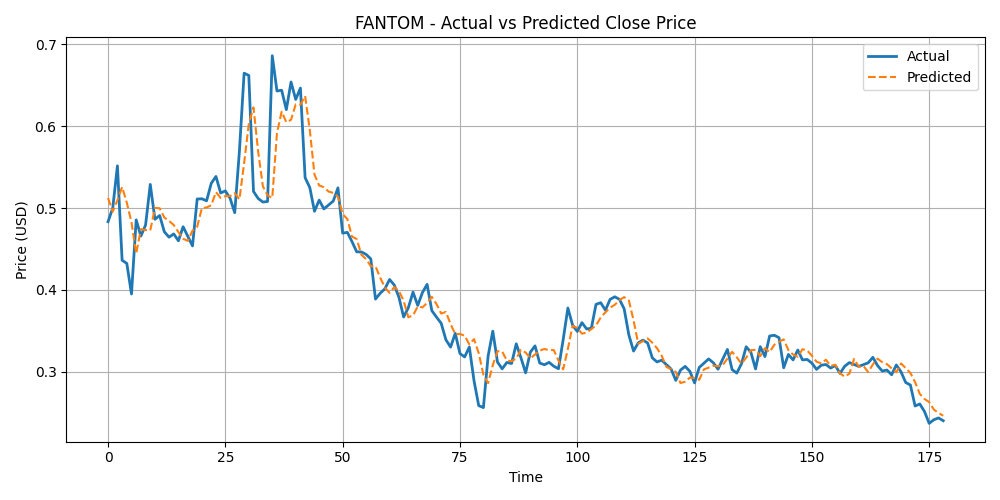 FANTOM - Actual vs Predicted Close Price
Actual
Predicted
Price (USD)
0.7
0.6
0.5
0.4
0.3
0 25 50 75 100 125 150 175
Time